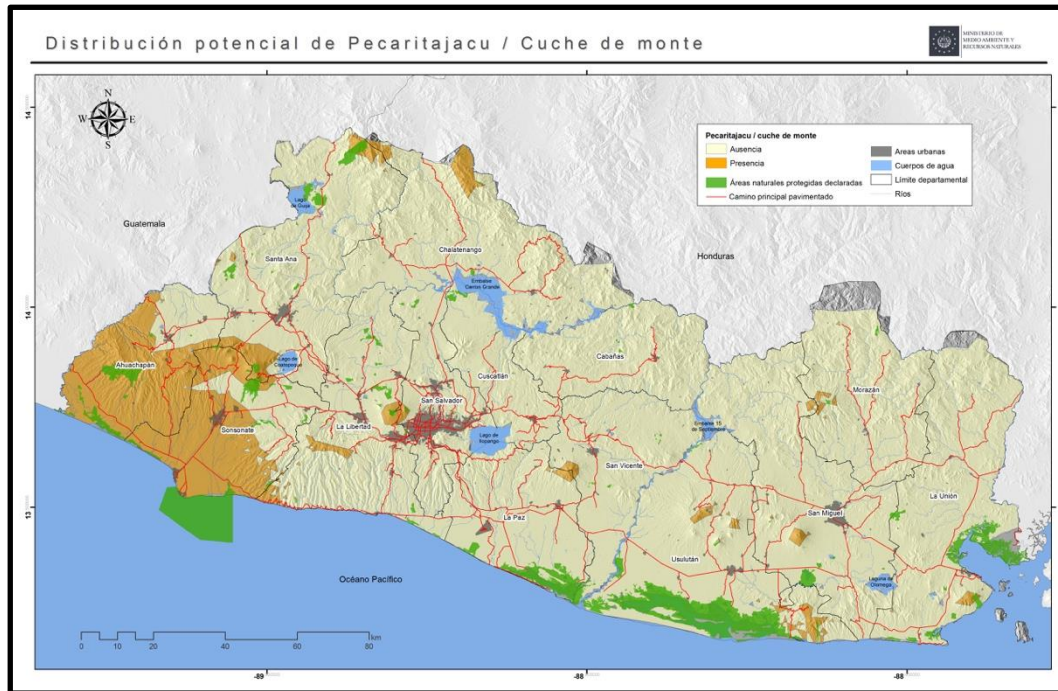 Distribución potencial de Pecaritajacu / Cuche de monte
MINISTERIO DE
MEDIO AMBIENTE Y
RECURSOS NATURALES
N
W
E
S
Pecaritajacu / cuche de monte
Ausencia
Presencia
Áreas naturales protegidas declaradas
Camino principal pavimentado
Areas urbanas
Cuerpos de agua
Límite departamental
Ríos
Guatemala
Honduras
Lago
de Guija
Santa Ana
Chalatenango
Embalse
Cerron Grande
Ahuachapán
Lago de
Coatepeque
Cabañas
Cuscatlán
Morazán
San Salvador
Sonsonate
La Libertad
Lago de
Ilopango
Embalse 15
de Septiembre
San Vicente
La Unión
La Paz
San Miguel
Usulután
Laguna de
Olomega
Océano Pacífico
0 10 20 40 60 80
km
14
14
13
-89
-88
-88